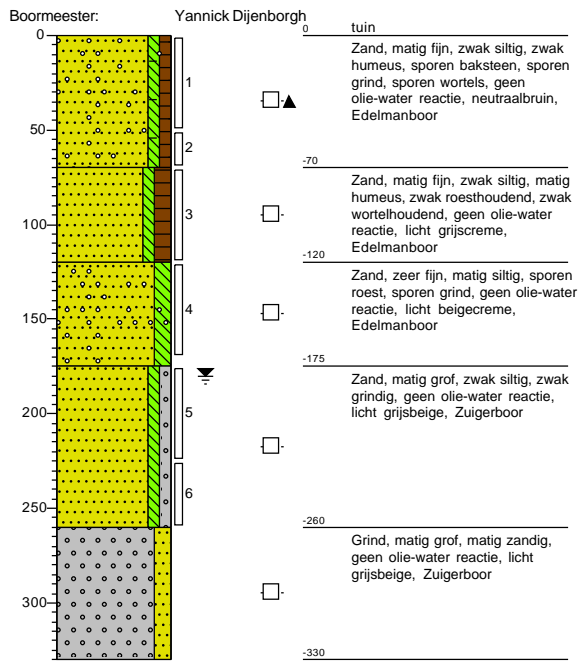 Boormeester: Yannick Dijenborgh
0
50
100
150
200
250
300
1
2
3
4
5
6
0 tuin
Zand, matig fijn, zwak siltig, zwak
humeus, sporen baksteen, sporen
grind, sporen wortels, geen
olie-water reactie, neutraalbruin,
Edelmanboor
-70
Zand, matig fijn, zwak siltig, matig
humeus, zwak roesthoudend, zwak
wortelhoudend, geen olie-water
reactie, licht grijscreme,
Edelmanboor
-120
Zand, zeer fijn, matig siltig, sporen
roest, sporen grind, geen olie-water
reactie, licht beigecreme,
Edelmanboor
-175
Zand, matig grof, zwak siltig, zwak
grindig, geen olie-water reactie,
licht grijsbeige, Zuigerboor
-260
Grind, matig grof, matig zandig,
geen olie-water reactie, licht
grijsbeige, Zuigerboor
-330